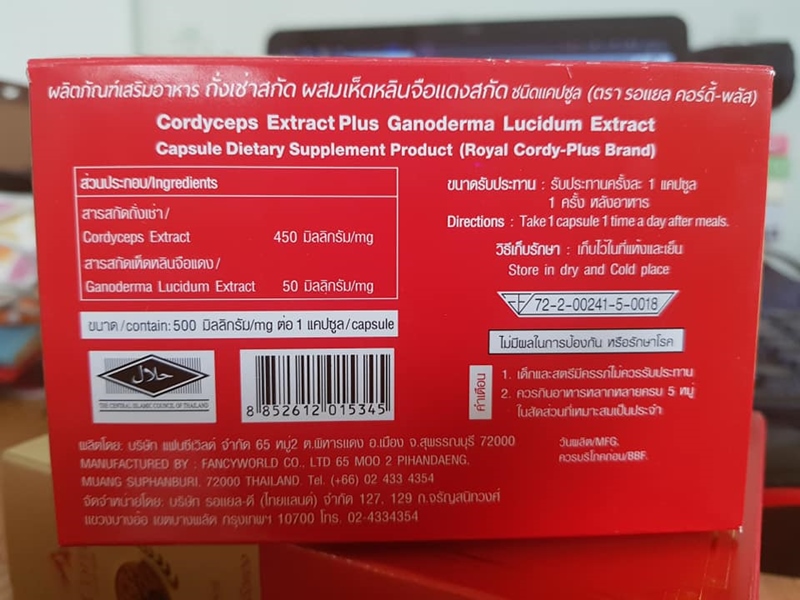 ผลิตภัณฑ์เสริมอาหาร ถั่งเช่าสกัด ผสมเห็ดหลินจือแดงสกัด ชนิดแคปซูล (ตรา รอแยล คอร์ดี้-พลัส)
Cordyceps Extract Plus Ganoderma Lucidum Extract
Capsule Dietary Supplement Product (Royal Cordy-Plus Brand)
ส่วนประกอบ/Ingredients
สารสกัดถั่งเช่า/
Cordyceps Extract 450 มิลลิกรัม/mg
สารสกัดเห็ดหลินจือแดง/
Ganoderma Lucidum Extract 50 มิลลิกรัม/mg
ขนาด/contain: 500 มิลลิกรัม/mg ต่อ 1 แคปซูล/capsule
ขนาดรับประทาน : รับประทานครั้งละ 1 แคปซูล
1 ครั้ง หลังอาหาร
Directions : Take 1 capsule 1 time a day after meals.
วิธีเก็บรักษา : เก็บไว้ในที่แห้งและเย็น
Store in dry and Cold place
72-2-00241-5-0018
ไม่มีผลในการป้องกัน หรือรักษาโรค
คำเตือน
1. เด็กและสตรีมีครรภ์ไม่ควรรับประทาน
2. ควรกินอาหารหลากหลายครบ 5 หมู่
ในสัดส่วนที่เหมาะสมเป็นประจำ
حلال
THE CENTRAL ISLAMIC COUNCIL OF THAILAND
8 852612 015345
ผลิตโดย: บริษัท แฟนซีเวิลด์ จำกัด 65 หมู่2 ต.พิหารแดง อ.เมือง จ.สุพรรณบุรี 72000
MANUFACTURED BY : FANCYWORLD CO., LTD 65 MOO 2 PIHANDAENG,
MUANG SUPHANBURI. 72000 THAILAND. Tel. (+66) 02 433 4354
จัดจำหน่ายโดย: บริษัท รอแยล-ดี (ไทยแลนด์) จำกัด 127, 129 ถ.จรัญสนิทวงศ์
แขวงบางอ้อ เขตบางพลัด กรุงเทพฯ 10700 โทร. 02-4334354
วันผลิต/MFG.
ควรบริโภคก่อน/BBF.